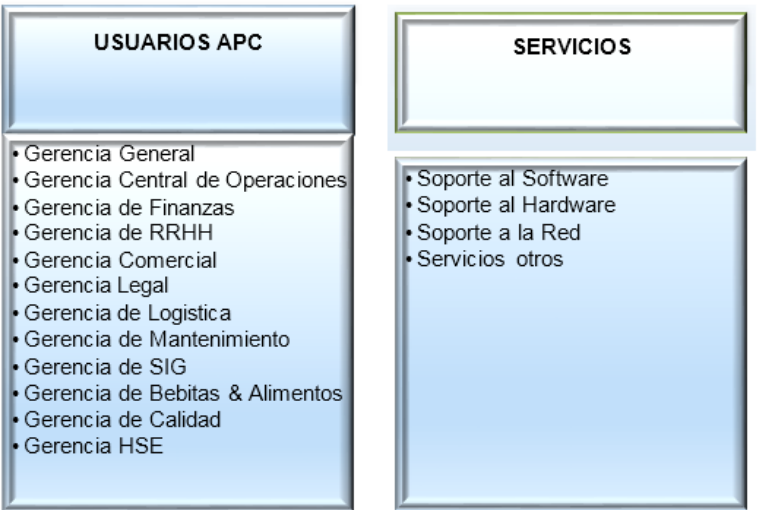 USUARIOS APC
• Gerencia General
• Gerencia Central de Operaciones
• Gerencia de Finanzas
• Gerencia de RRHH
• Gerencia Comercial
• Gerencia Legal
• Gerencia de Logistica
• Gerencia de Mantenimiento
• Gerencia de SIG
• Gerencia de Bebitas & Alimentos
• Gerencia de Calidad
• Gerencia HSE
SERVICIOS
• Soporte al Software
• Soporte al Hardware
• Soporte a la Red
• Servicios otros